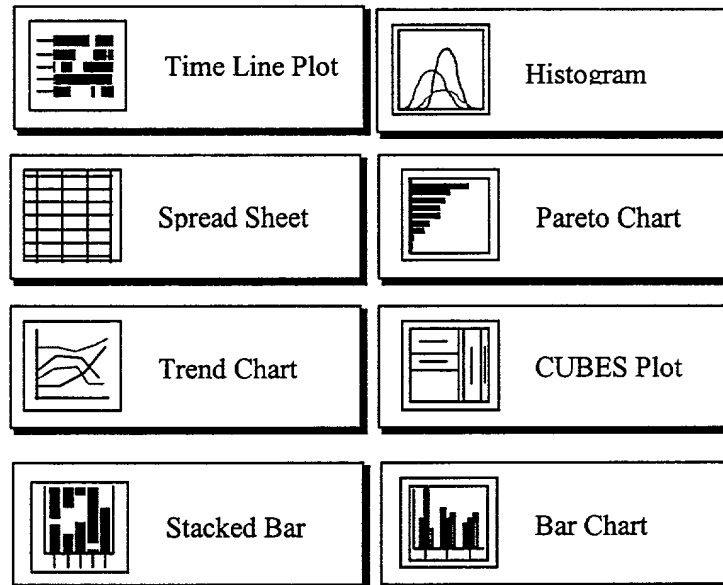 Time Line Plot
Histogram
Spread Sheet
Pareto Chart
Trend Chart
CUBES Plot
Stacked Bar
Bar Chart